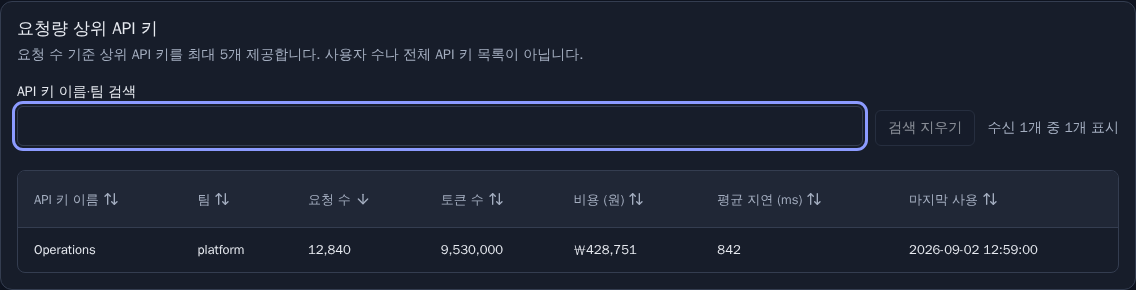 요청량 상위 API 키
요청 수 기준 상위 API 키를 최대 5개 제공합니다. 사용자 수나 전체 API 키 목록이 아닙니다.
API 키 이름·팀 검색
검색 지우기 수신 1개 중 1개 표시
API 키 이름 팀 요청 수 토큰 수 비용 (원) 평균 지연 (ms) 마지막 사용
Operations platform 12,840 9,530,000 ₩428,751 842 2026-09-02 12:59:00